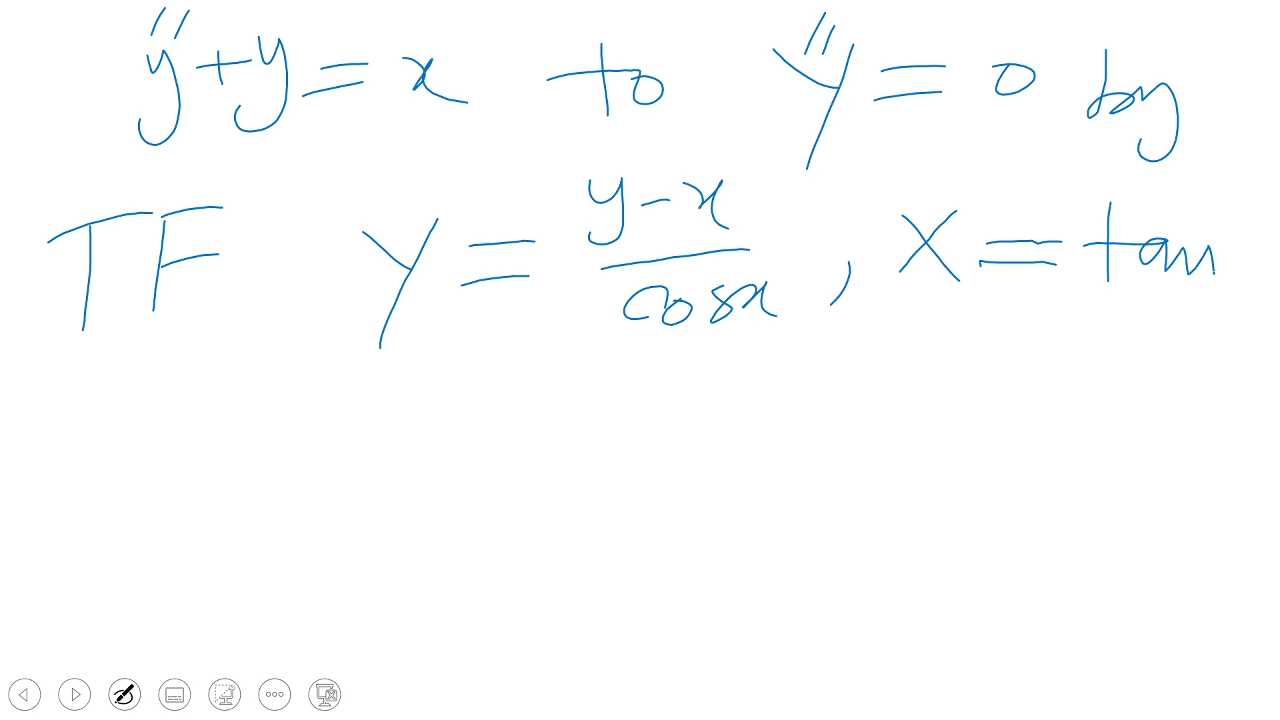 y'' + y = x to Y'' = 0 by
TF Y = (y - x) / cos x , X = tan